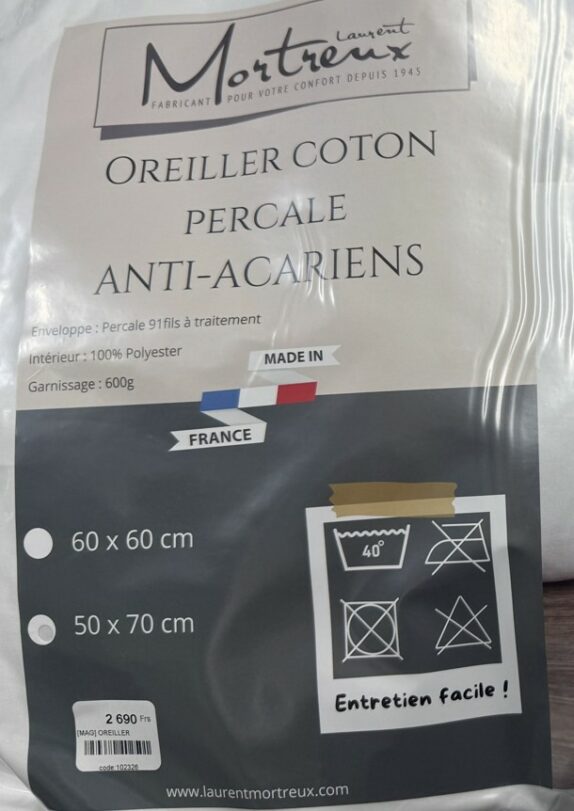 Laurent
Mortreux
FABRICANT POUR VOTRE CONFORT DEPUIS 1945
OREILLER COTON
PERCALE
ANTI-ACARIENS
Enveloppe : Percale 91fils à traitement
Intérieur : 100% Polyester
Garnissage : 600g
MADE IN
FRANCE
60 x 60 cm
50 x 70 cm
40°
Entretien facile !
2 690 Frs
[MAG] OREILLER
code:102326
www.laurentmortreux.com